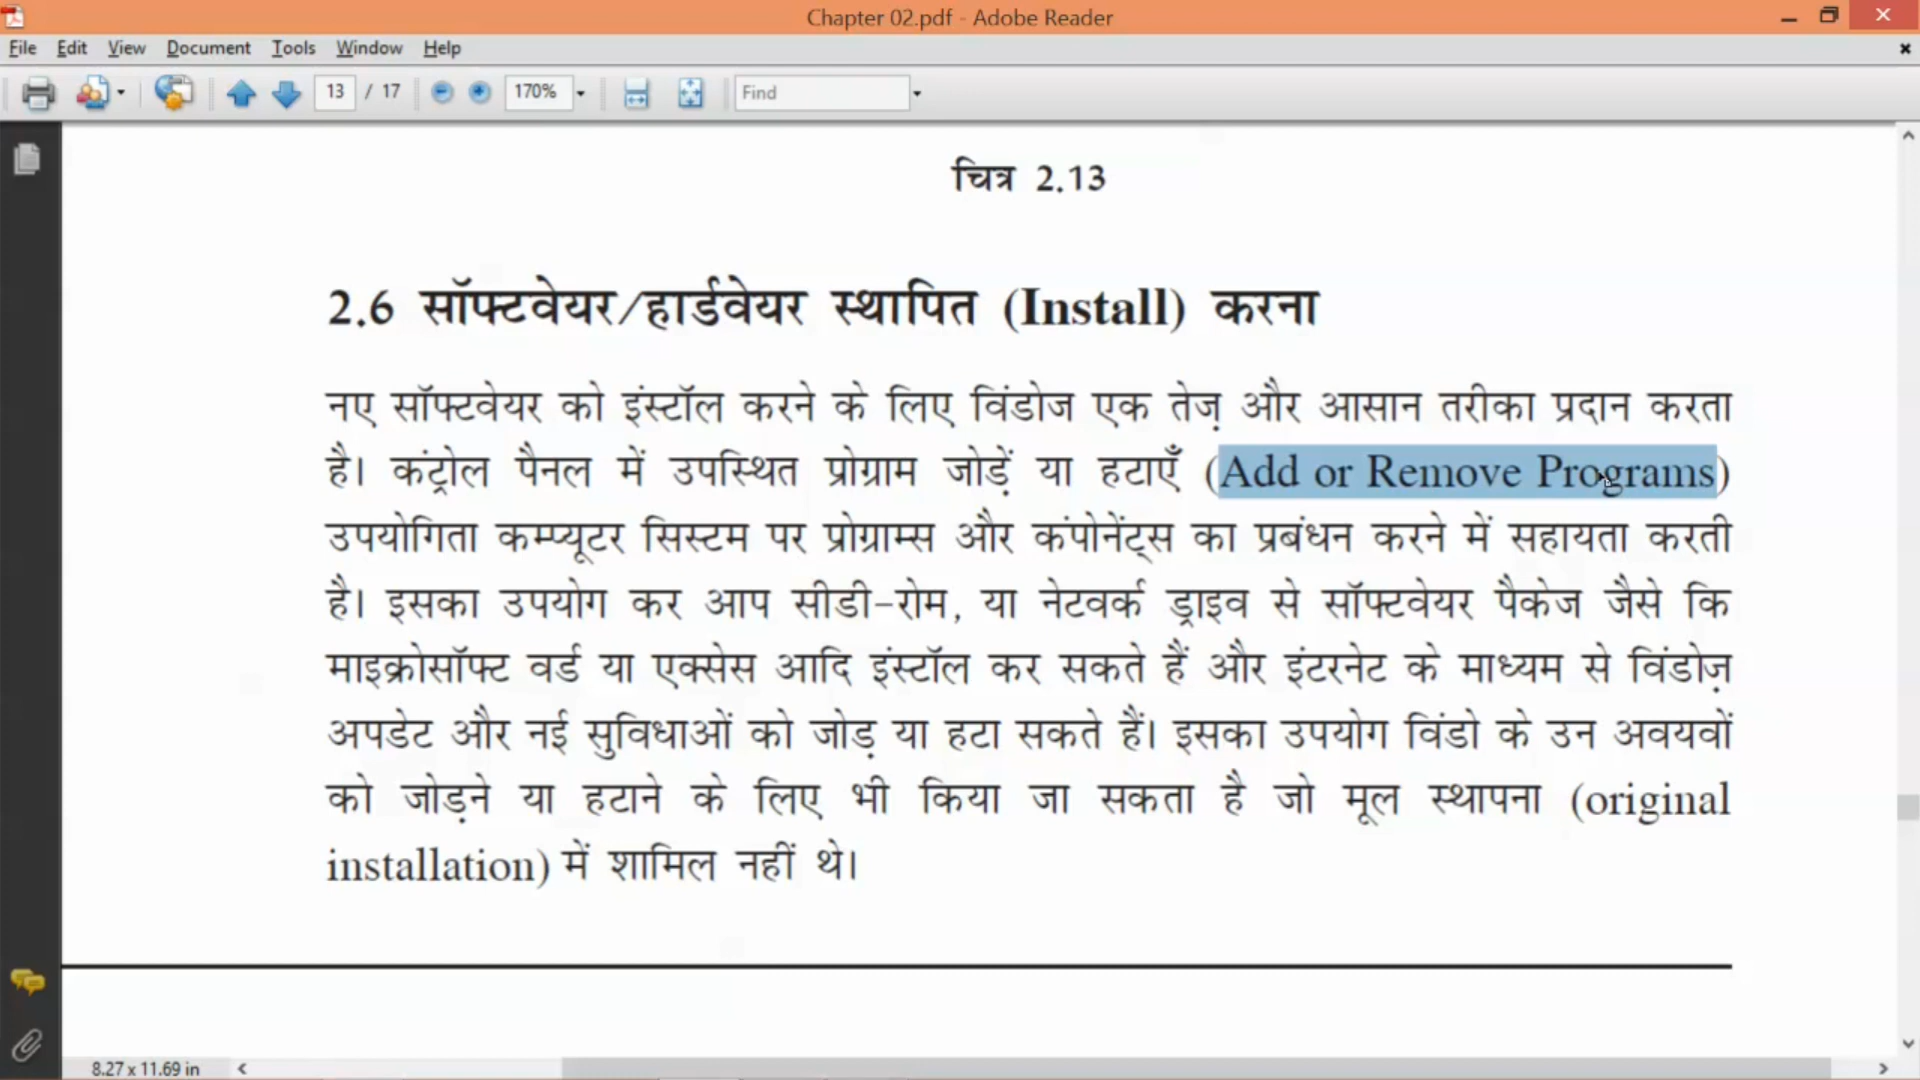 Chapter 02.pdf - Adobe Reader
File Edit View Document Tools Window Help
13 / 17 170% Find
चित्र 2.13
2.6 सॉफ्टवेयर/हार्डवेयर स्थापित (Install) करना
नए सॉफ्टवेयर को इंस्टॉल करने के लिए विंडोज एक तेज़ और आसान तरीका प्रदान करता
है। कंट्रोल पैनल में उपस्थित प्रोग्राम जोड़ें या हटाएँ (Add or Remove Programs)
उपयोगिता कम्प्यूटर सिस्टम पर प्रोग्राम्स और कंपोनेंट्स का प्रबंधन करने में सहायता करती
है। इसका उपयोग कर आप सीडी-रोम, या नेटवर्क ड्राइव से सॉफ्टवेयर पैकेज जैसे कि
माइक्रोसॉफ्ट वर्ड या एक्सेस आदि इंस्टॉल कर सकते हैं और इंटरनेट के माध्यम से विंडोज़
अपडेट और नई सुविधाओं को जोड़ या हटा सकते हैं। इसका उपयोग विंडो के उन अवयवों
को जोड़ने या हटाने के लिए भी किया जा सकता है जो मूल स्थापना (original
installation) में शामिल नहीं थे।
8.27 x 11.69 in